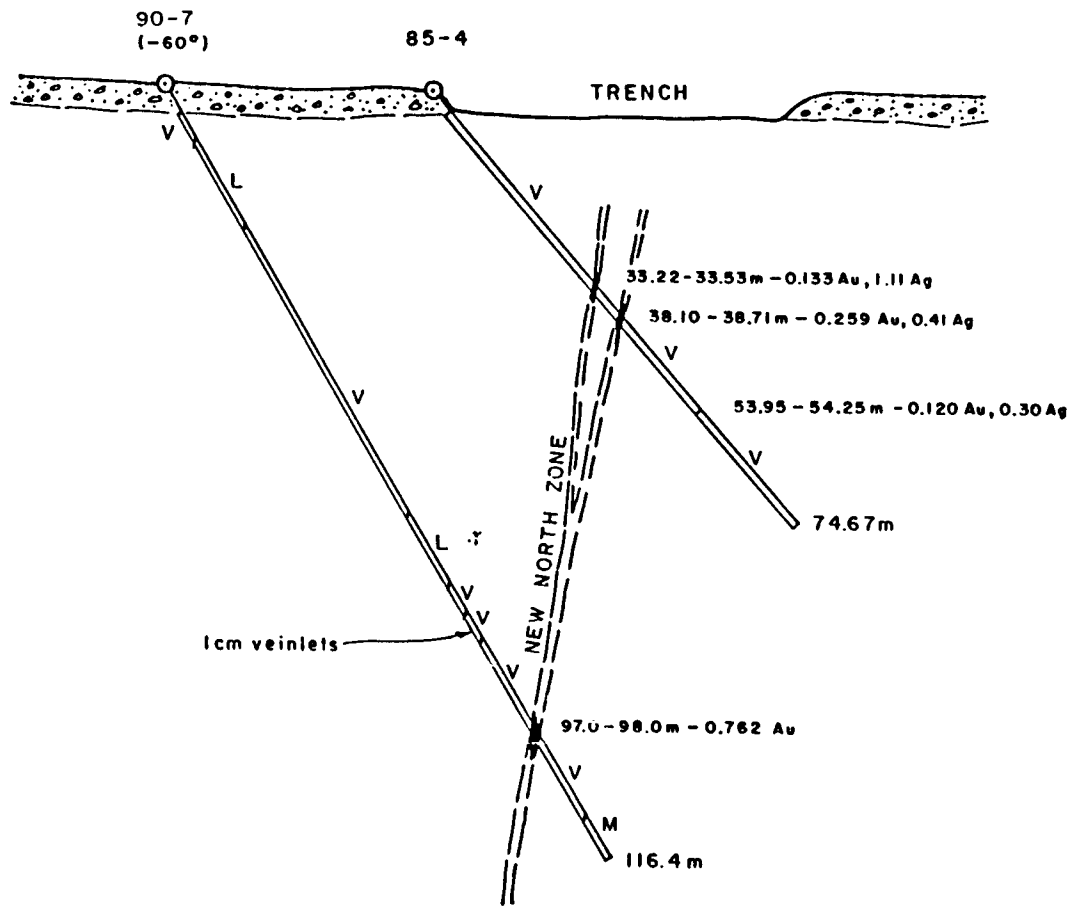 90-7
(-60°)
85-4
TRENCH
V
L
V
33.22-33.53m-0.133 Au, 1.11 Ag
38.10-38.71m-0.259 Au, 0.41 Ag
V
V
53.95-54.25m-0.120 Au, 0.30 Ag
V
74.67m
NEW NORTH ZONE
L
V
V
1cm veinlets
V
97.0-98.0m-0.762 Au
V
M
116.4m